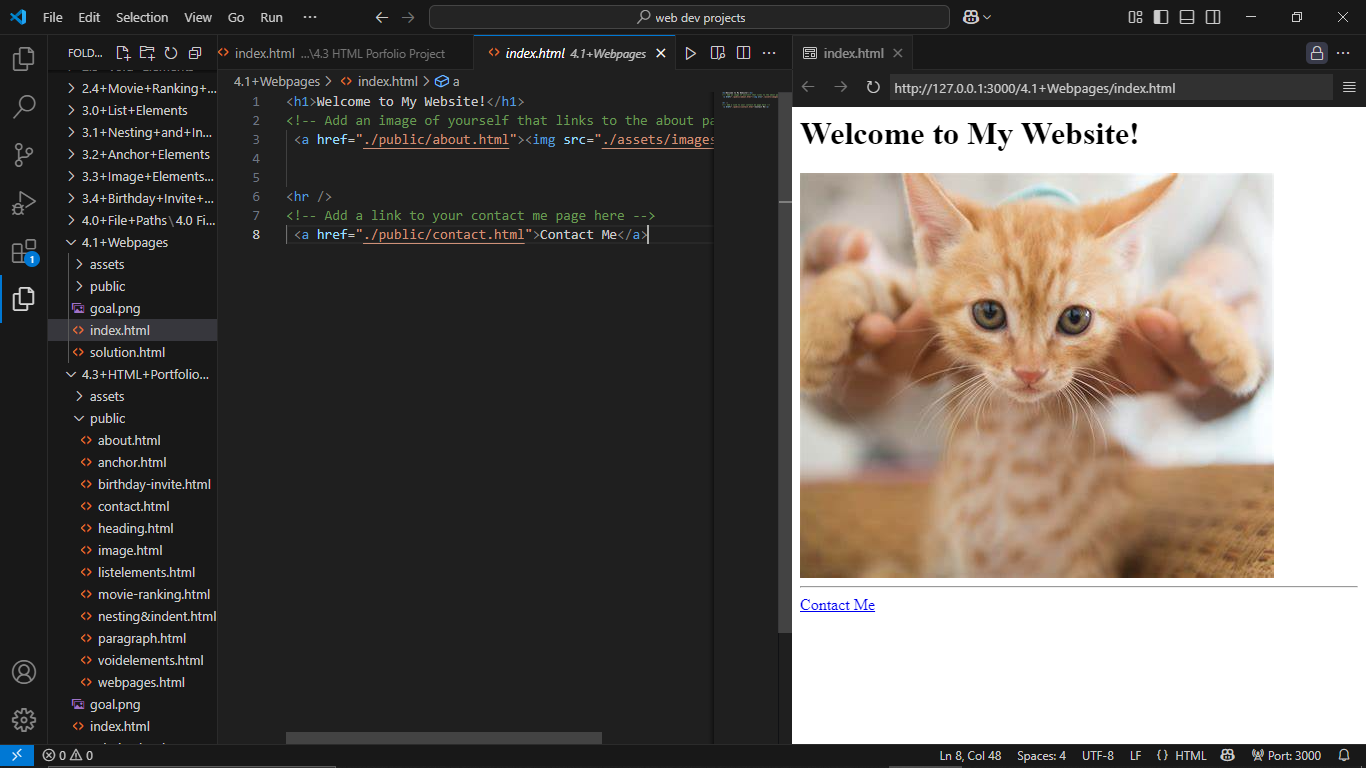 File Edit Selection View Go Run ··· web dev projects
FOLD... index.html ...\4.3 HTML Porfolio Project index.html 4.1+Webpages index.html
2.4+Movie+Ranking+...
3.0+List+Elements
3.1+Nesting+and+In...
3.2+Anchor+Elements
3.3+Image+Elements...
3.4+Birthday+Invite+...
4.0+File+Paths\4.0 Fi...
4.1+Webpages
assets
public
goal.png
index.html
solution.html
4.3+HTML+Portfolio...
assets
public
about.html
anchor.html
birthday-invite.html
contact.html
heading.html
image.html
listelements.html
movie-ranking.html
nesting&indent.html
paragraph.html
voidelements.html
webpages.html
goal.png
index.html
1
4.1+Webpages > index.html > a
1 <h1>Welcome to My Website!</h1>
2 <!-- Add an image of yourself that links to the about pa
3 <a href="./public/about.html"><img src="./assets/images
4
5
6 <hr />
7 <!-- Add a link to your contact me page here -->
8 <a href="./public/contact.html">Contact Me</a>
http://127.0.0.1:3000/4.1+Webpages/index.html
Welcome to My Website!
Contact Me
0 0 Ln 8, Col 48 Spaces: 4 UTF-8 LF {} HTML Port: 3000